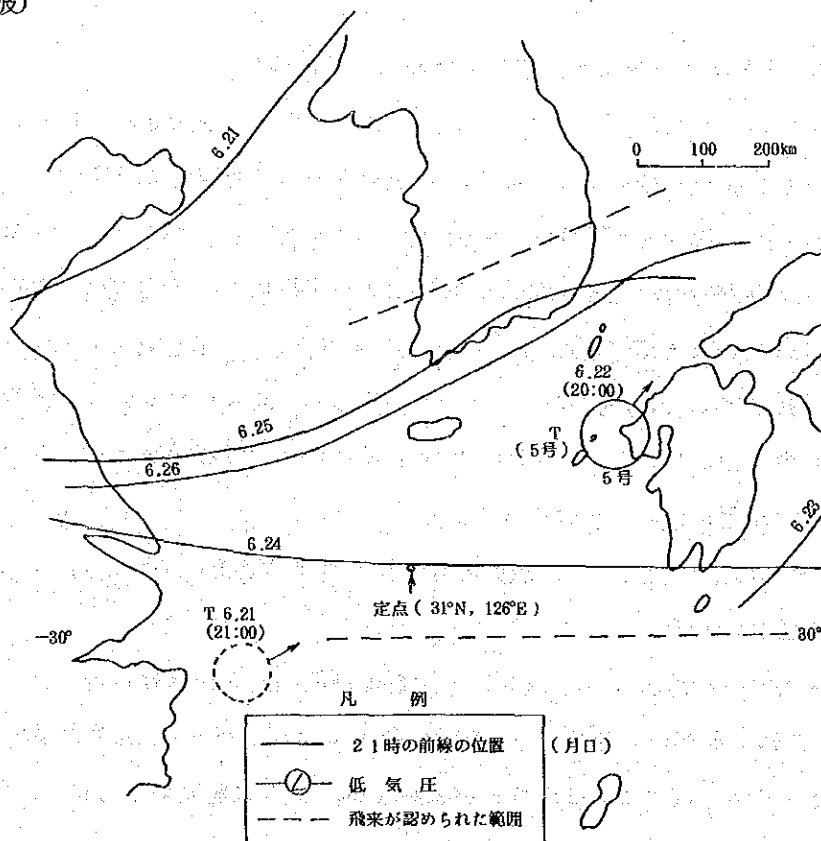 波)
6.21
0 100 200km
6.22
(20:00)
T
(5号)
5号
6.25
6.26
6.24
6.23
定点(31°N, 126°E)
T 6.21
(21:00)
−30°
30°
凡 例
21時の前線の位置
(月日)
低気圧
飛来が認められた範囲